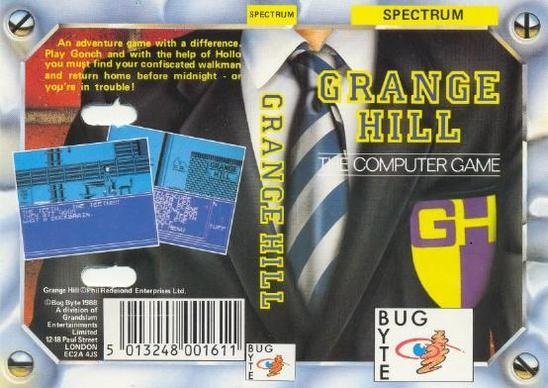 An adventure game with a difference.
Play Gonch and with the help of Hollo
you must find your confiscated walkman
and return home before midnight - or
you're in trouble!
Grange Hill ©Phil Redmond Enterprises Ltd.
©Bug Byte 1988
A division of
Grandslam
Entertainments
Limited
12-18 Paul Street
LONDON
EC2A 4JS
5 013248 001611
SPECTRUM
GRANGE HILL
BUG
BYTE
SPECTRUM
GRANGE
HILL
THE COMPUTER GAME
GH
BUG
BYTE